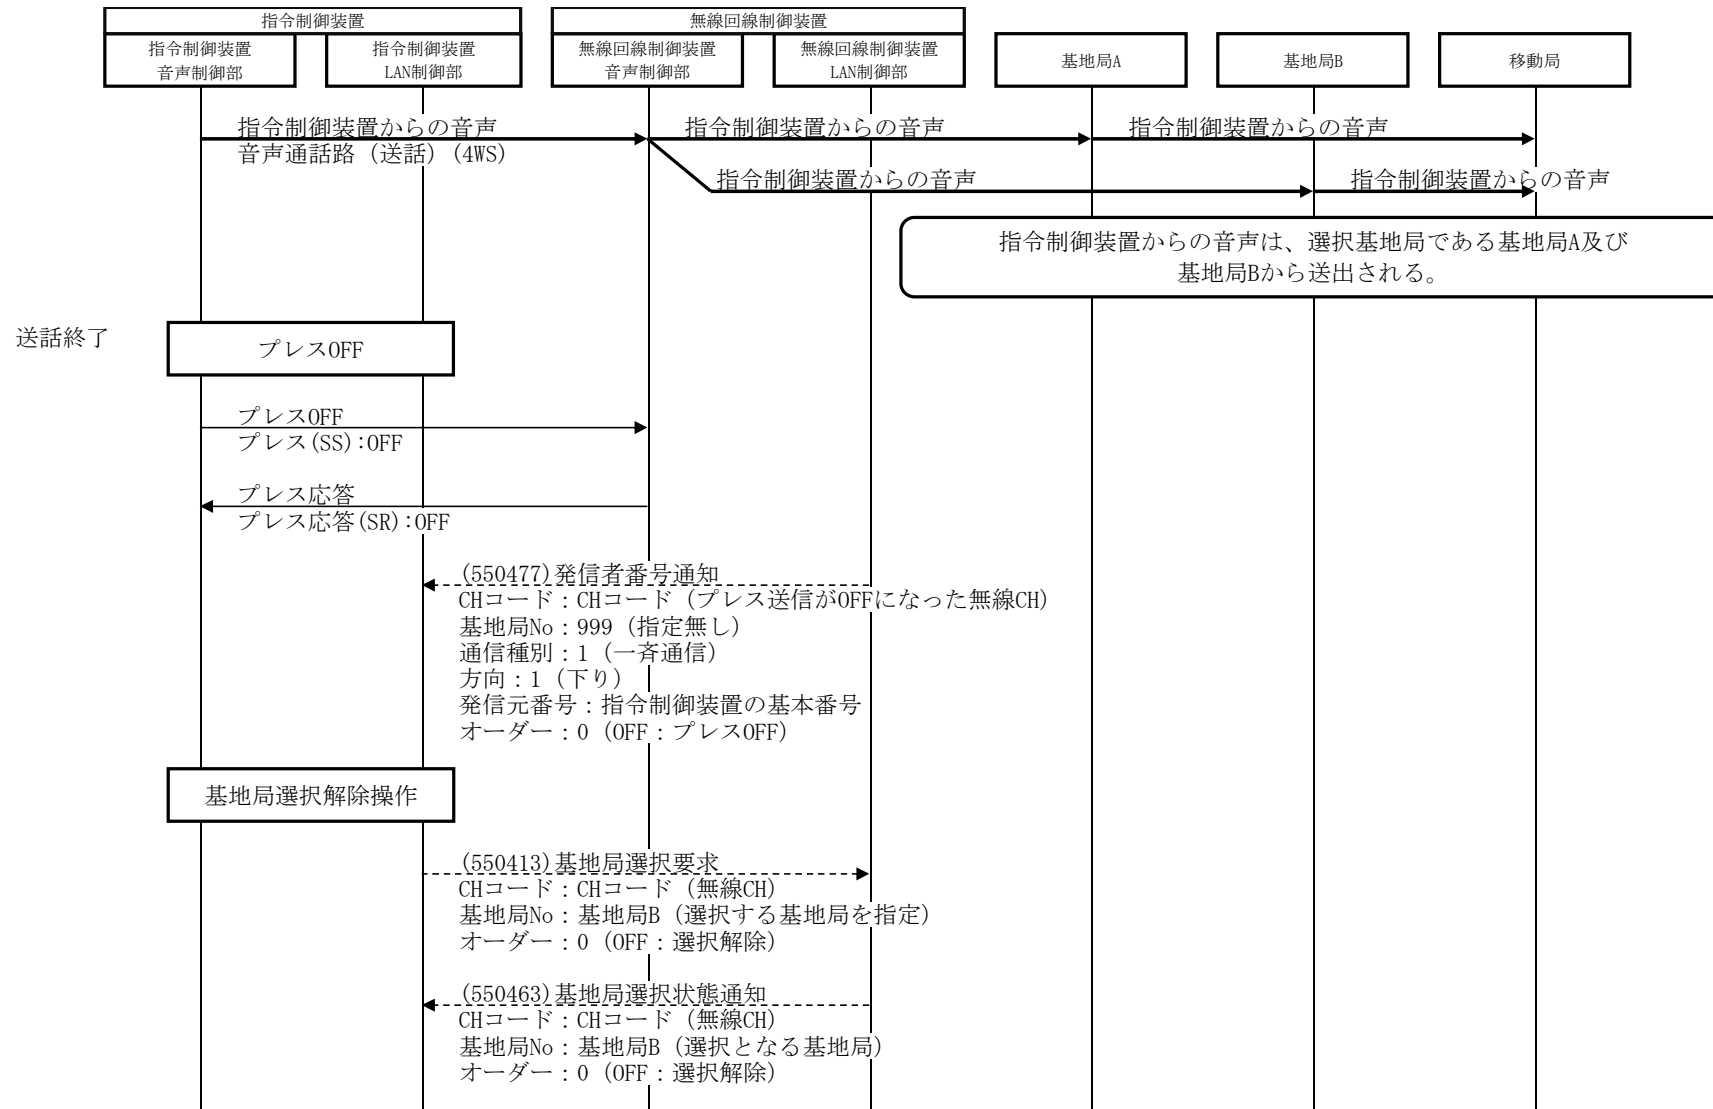 指令制御装置
無線回線制御装置
指令制御装置
音声制御部
指令制御装置
LAN制御部
無線回線制御装置
音声制御部
無線回線制御装置
LAN制御部
基地局A
基地局B
移動局
指令制御装置からの音声
音声通話路（送話）(4WS)
指令制御装置からの音声
指令制御装置からの音声
指令制御装置からの音声
指令制御装置からの音声
指令制御装置からの音声は、選択基地局である基地局A及び
基地局Bから送出される。
送話終了
プレスOFF
プレスOFF
プレス(SS):OFF
プレス応答
プレス応答(SR):OFF
(550477)発信者番号通知
CHコード：CHコード（プレス送信がOFFになった無線CH）
基地局No：999（指定無し）
通信種別：1（一斉通信）
方向：1（下り）
発信元番号：指令制御装置の基本番号
オーダー：0（OFF：プレスOFF）
基地局選択解除操作
(550413)基地局選択要求
CHコード：CHコード（無線CH）
基地局No：基地局B（選択する基地局を指定）
オーダー：0（OFF：選択解除）
(550463)基地局選択状態通知
CHコード：CHコード（無線CH）
基地局No：基地局B（選択となる基地局）
オーダー：0（OFF：選択解除）